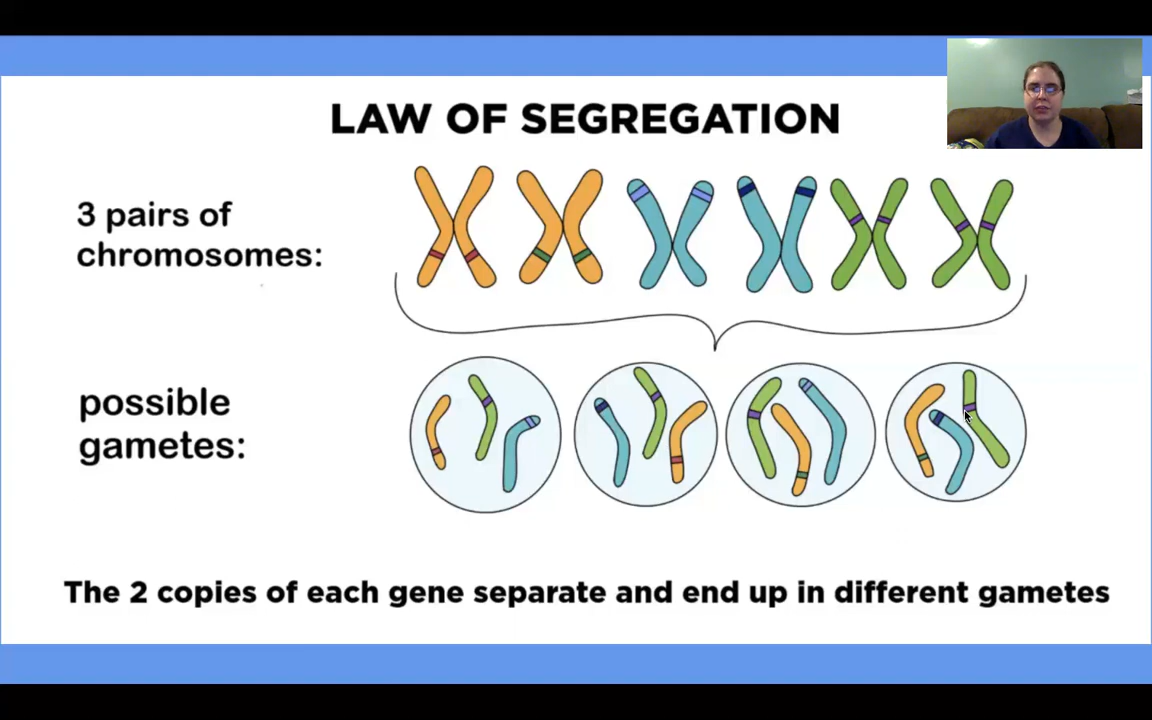 LAW OF SEGREGATION
3 pairs of
chromosomes:
possible
gametes:
The 2 copies of each gene separate and end up in different gametes